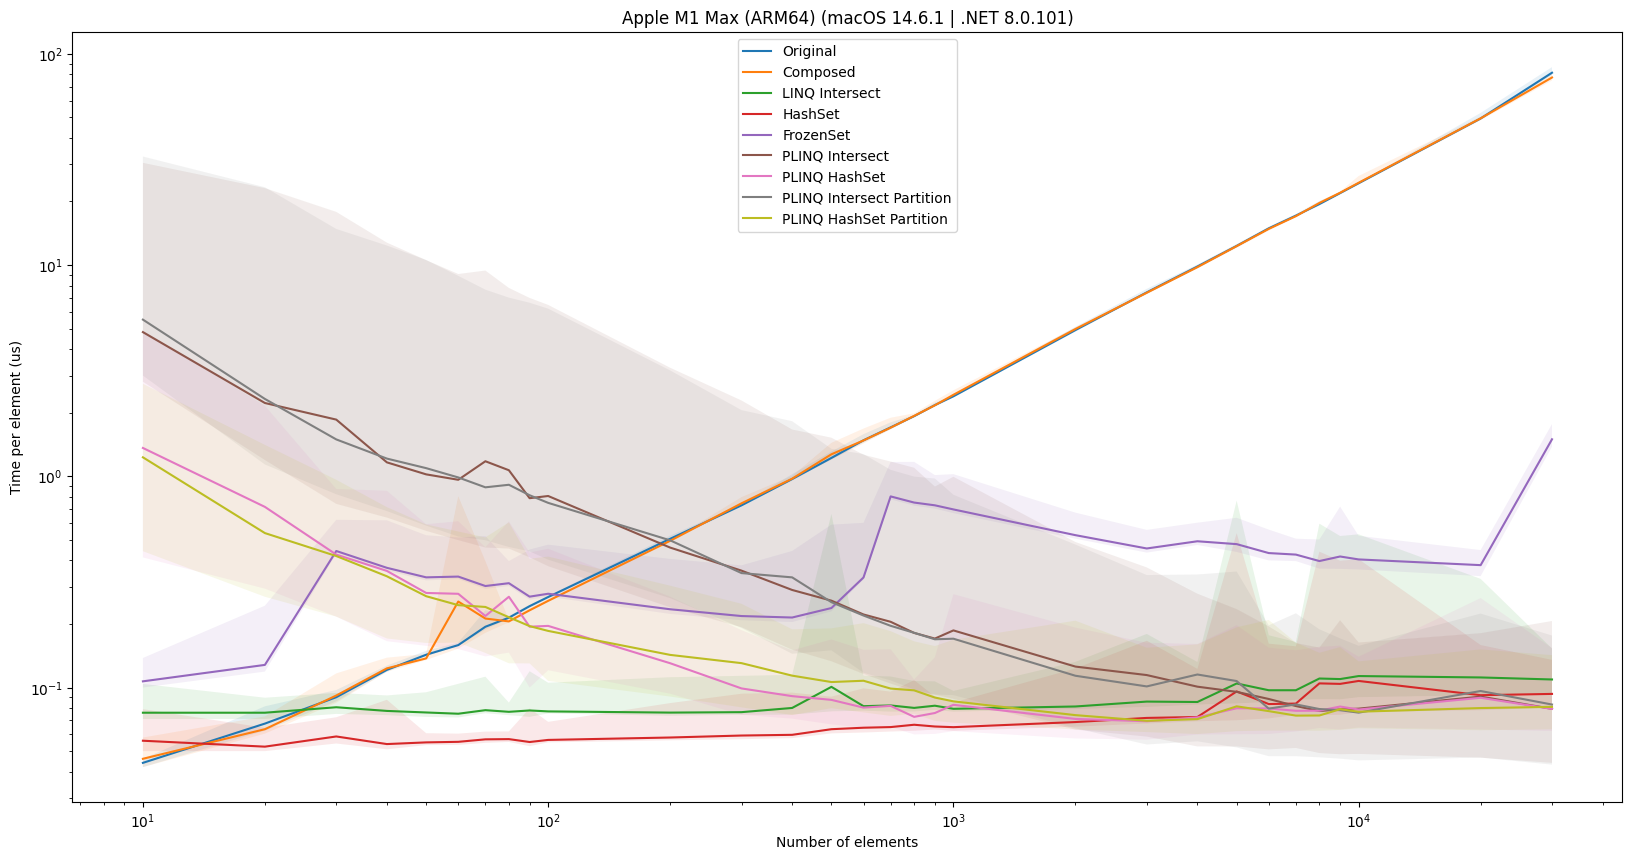 Apple M1 Max (ARM64) (macOS 14.6.1 | .NET 8.0.101)
Original
Composed
LINQ Intersect
HashSet
FrozenSet
PLINQ Intersect
PLINQ HashSet
PLINQ Intersect Partition
PLINQ HashSet Partition
Time per element (us)
10²
10¹
10⁰
10⁻¹
10¹ 10² 10³ 10⁴
Number of elements